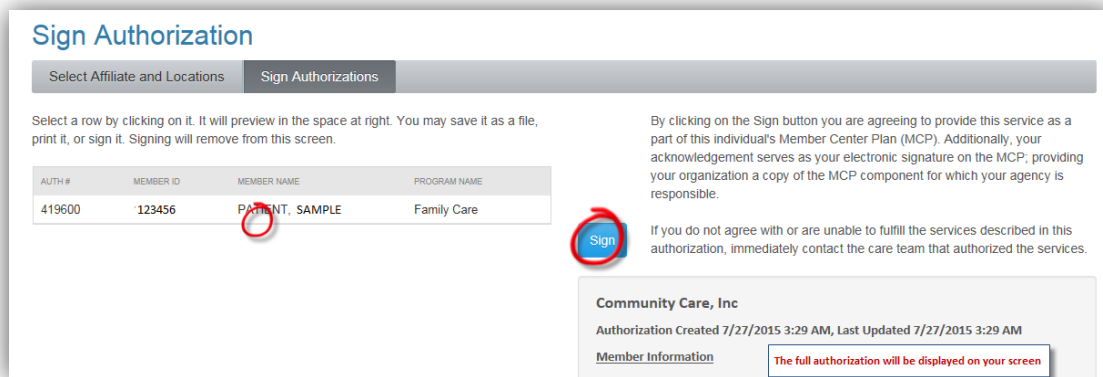 Sign Authorization
Select Affiliate and Locations
Sign Authorizations
Select a row by clicking on it. It will preview in the space at right. You may save it as a file,
print it, or sign it. Signing will remove from this screen.
AUTH # MEMBER ID MEMBER NAME PROGRAM NAME
419600 123456 PATIENT, SAMPLE Family Care
By clicking on the Sign button you are agreeing to provide this service as a
part of this individual's Member Center Plan (MCP). Additionally, your
acknowledgement serves as your electronic signature on the MCP; providing
your organization a copy of the MCP component for which your agency is
responsible.
Sign
If you do not agree with or are unable to fulfill the services described in this
authorization, immediately contact the care team that authorized the services.
Community Care, Inc
Authorization Created 7/27/2015 3:29 AM, Last Updated 7/27/2015 3:29 AM
Member Information
The full authorization will be displayed on your screen